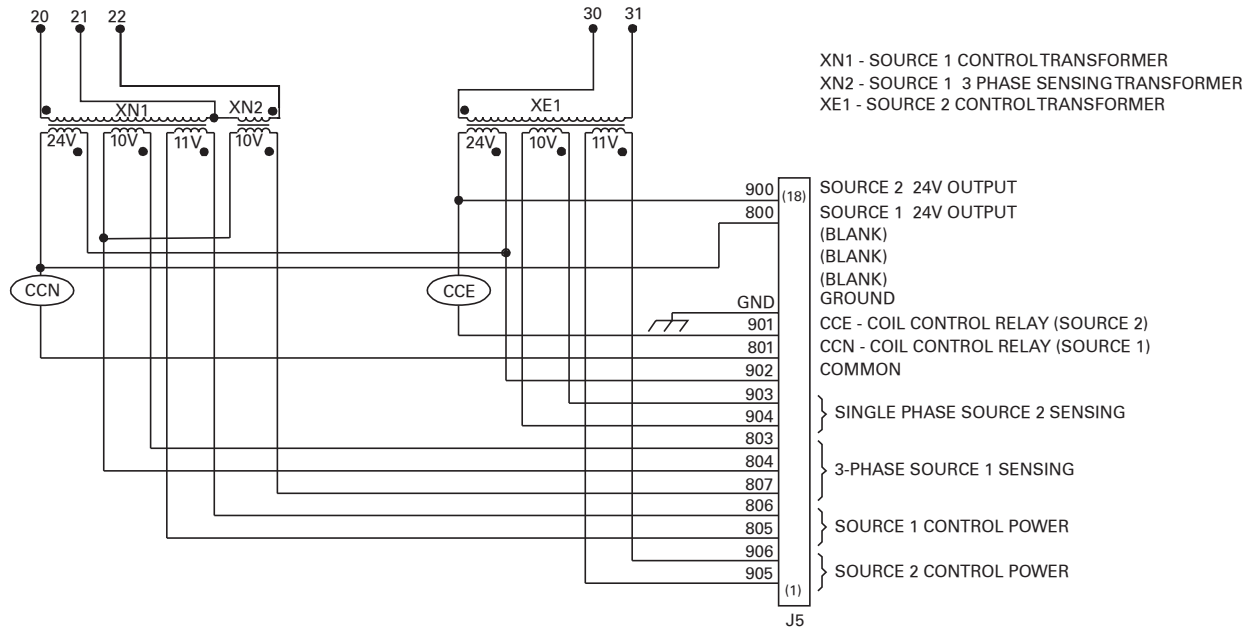 20 21 22 30 31
XN1 - SOURCE 1 CONTROL TRANSFORMER
XN2 - SOURCE 1 3 PHASE SENSING TRANSFORMER
XE1 - SOURCE 2 CONTROL TRANSFORMER
XN1 XN2 XE1
24V 10V 11V 10V 24V 10V 11V
900 (18) SOURCE 2 24V OUTPUT
800 SOURCE 1 24V OUTPUT
(BLANK)
(BLANK)
(BLANK)
CCN CCE
GND GROUND
901 CCE - COIL CONTROL RELAY (SOURCE 2)
801 CCN - COIL CONTROL RELAY (SOURCE 1)
902 COMMON
903
904
SINGLE PHASE SOURCE 2 SENSING
803
804
807
3-PHASE SOURCE 1 SENSING
806
805
SOURCE 1 CONTROL POWER
906
905
SOURCE 2 CONTROL POWER
(1)
J5